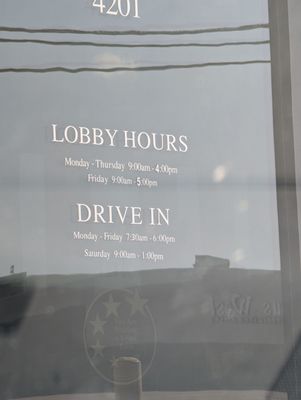 4201
LOBBY HOURS
Monday - Thursday 9:00am - 4:00pm
Friday 9:00am - 5:00pm
DRIVE IN
Monday - Friday 7:30am - 6:00pm
Saturday 9:00am - 1:00pm